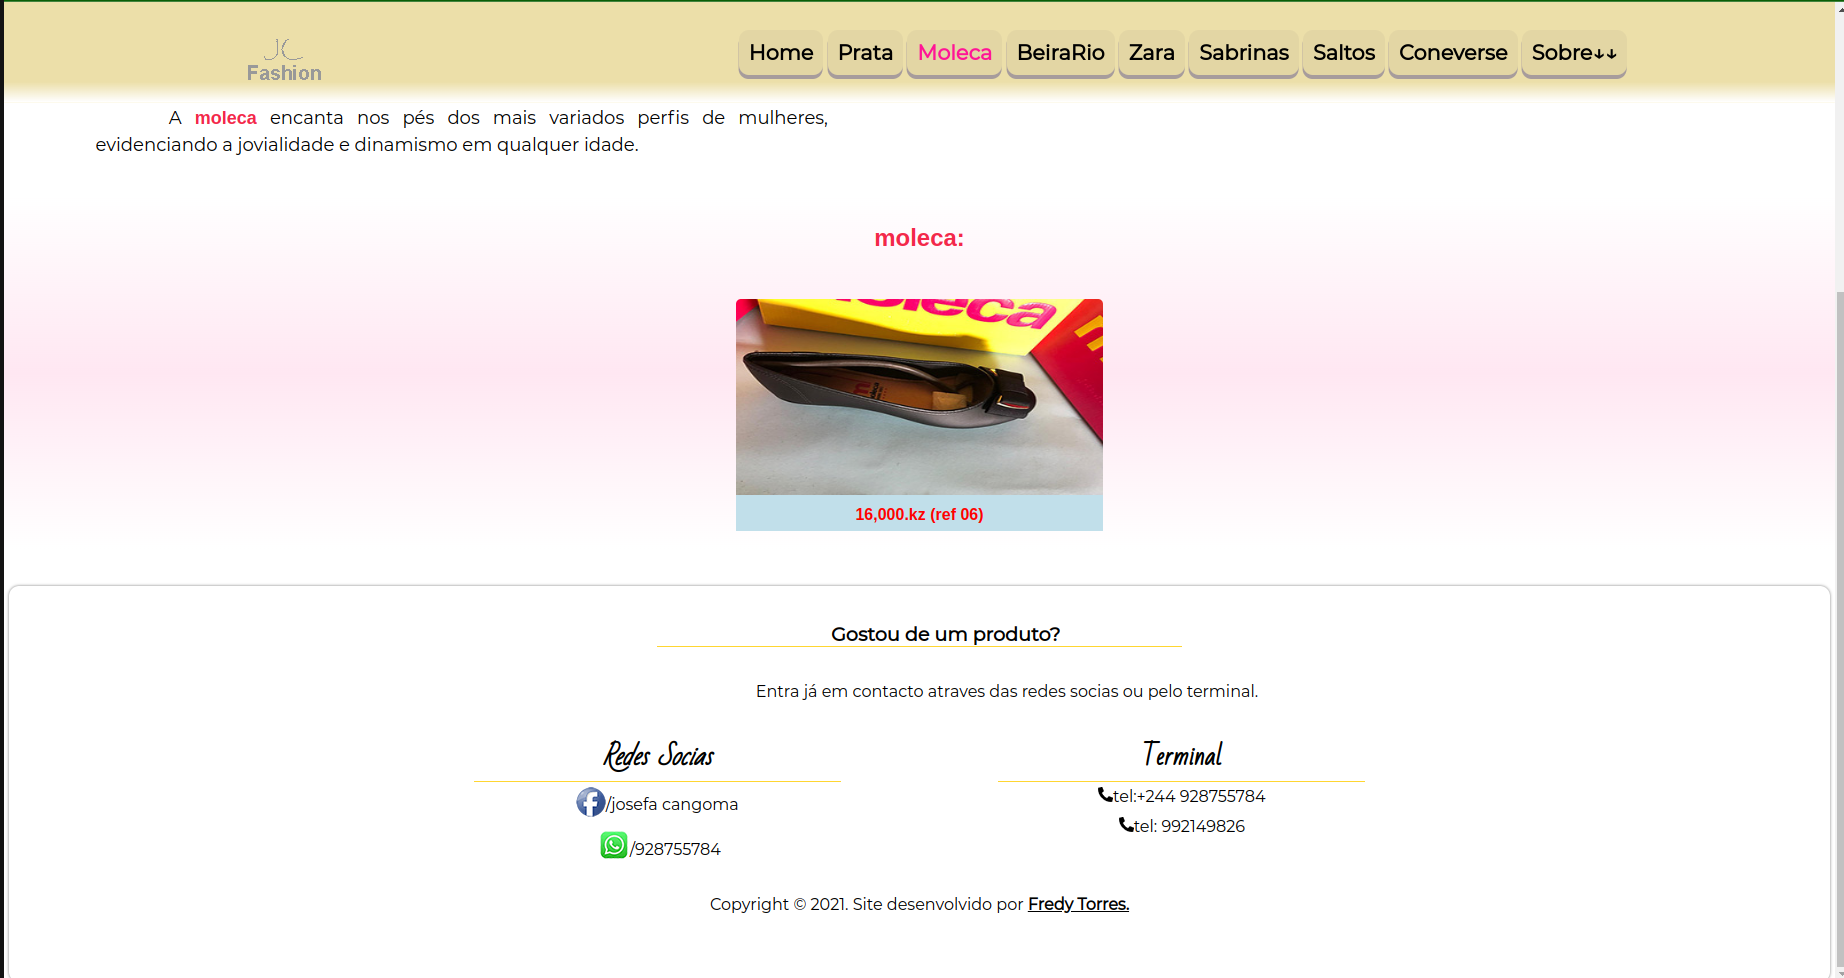 JC
Fashion
Home Prata Moleca BeiraRio Zara Sabrinas Saltos Coneverse Sobre↓↓
A moleca encanta nos pés dos mais variados perfis de mulheres,
evidenciando a jovialidade e dinamismo em qualquer idade.
moleca:
moleca
m
m
moleca
16,000.kz (ref 06)
Gostou de um produto?
Entra já em contacto atraves das redes socias ou pelo terminal.
Redes Socias
Terminal
/josefa cangoma
tel:+244 928755784
tel: 992149826
/928755784
Copyright © 2021. Site desenvolvido por Fredy Torres.